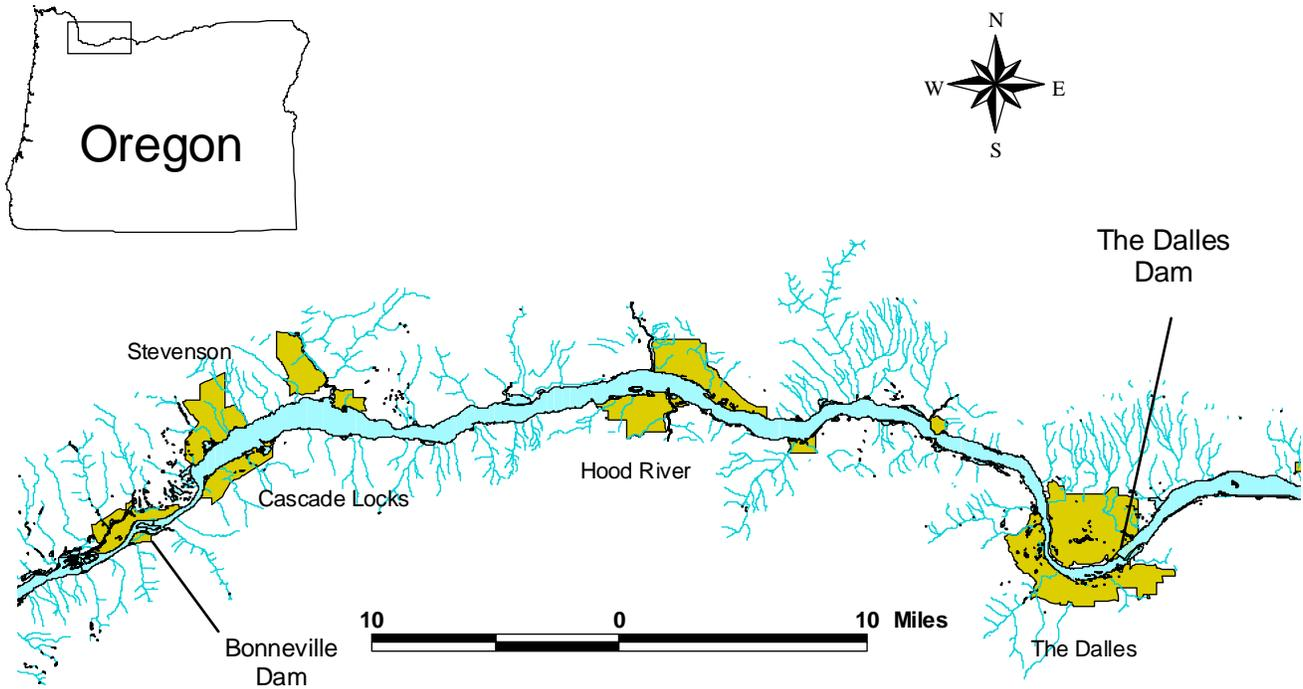 Oregon
N
W E
S
The Dalles
Dam
Stevenson
Hood River
Cascade Locks
10 0 10 Miles
Bonneville
Dam
The Dalles